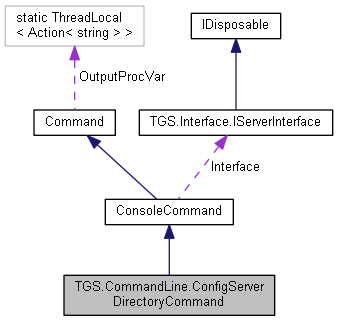 static ThreadLocal
< Action< string > >
IDisposable
OutputProcVar
Command
TGS.Interface.IServerInterface
Interface
ConsoleCommand
TGS.CommandLine.ConfigServer
DirectoryCommand